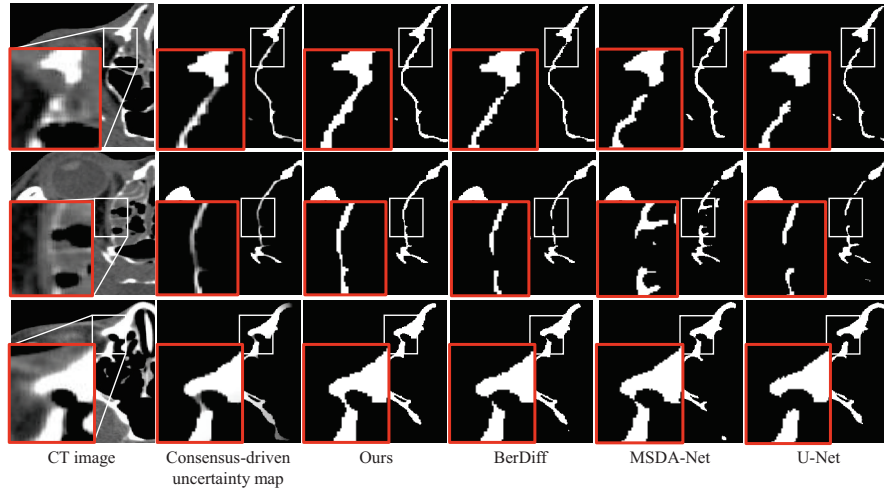 CT image
Consensus-driven
uncertainty map
Ours
BerDiff
MSDA-Net
U-Net